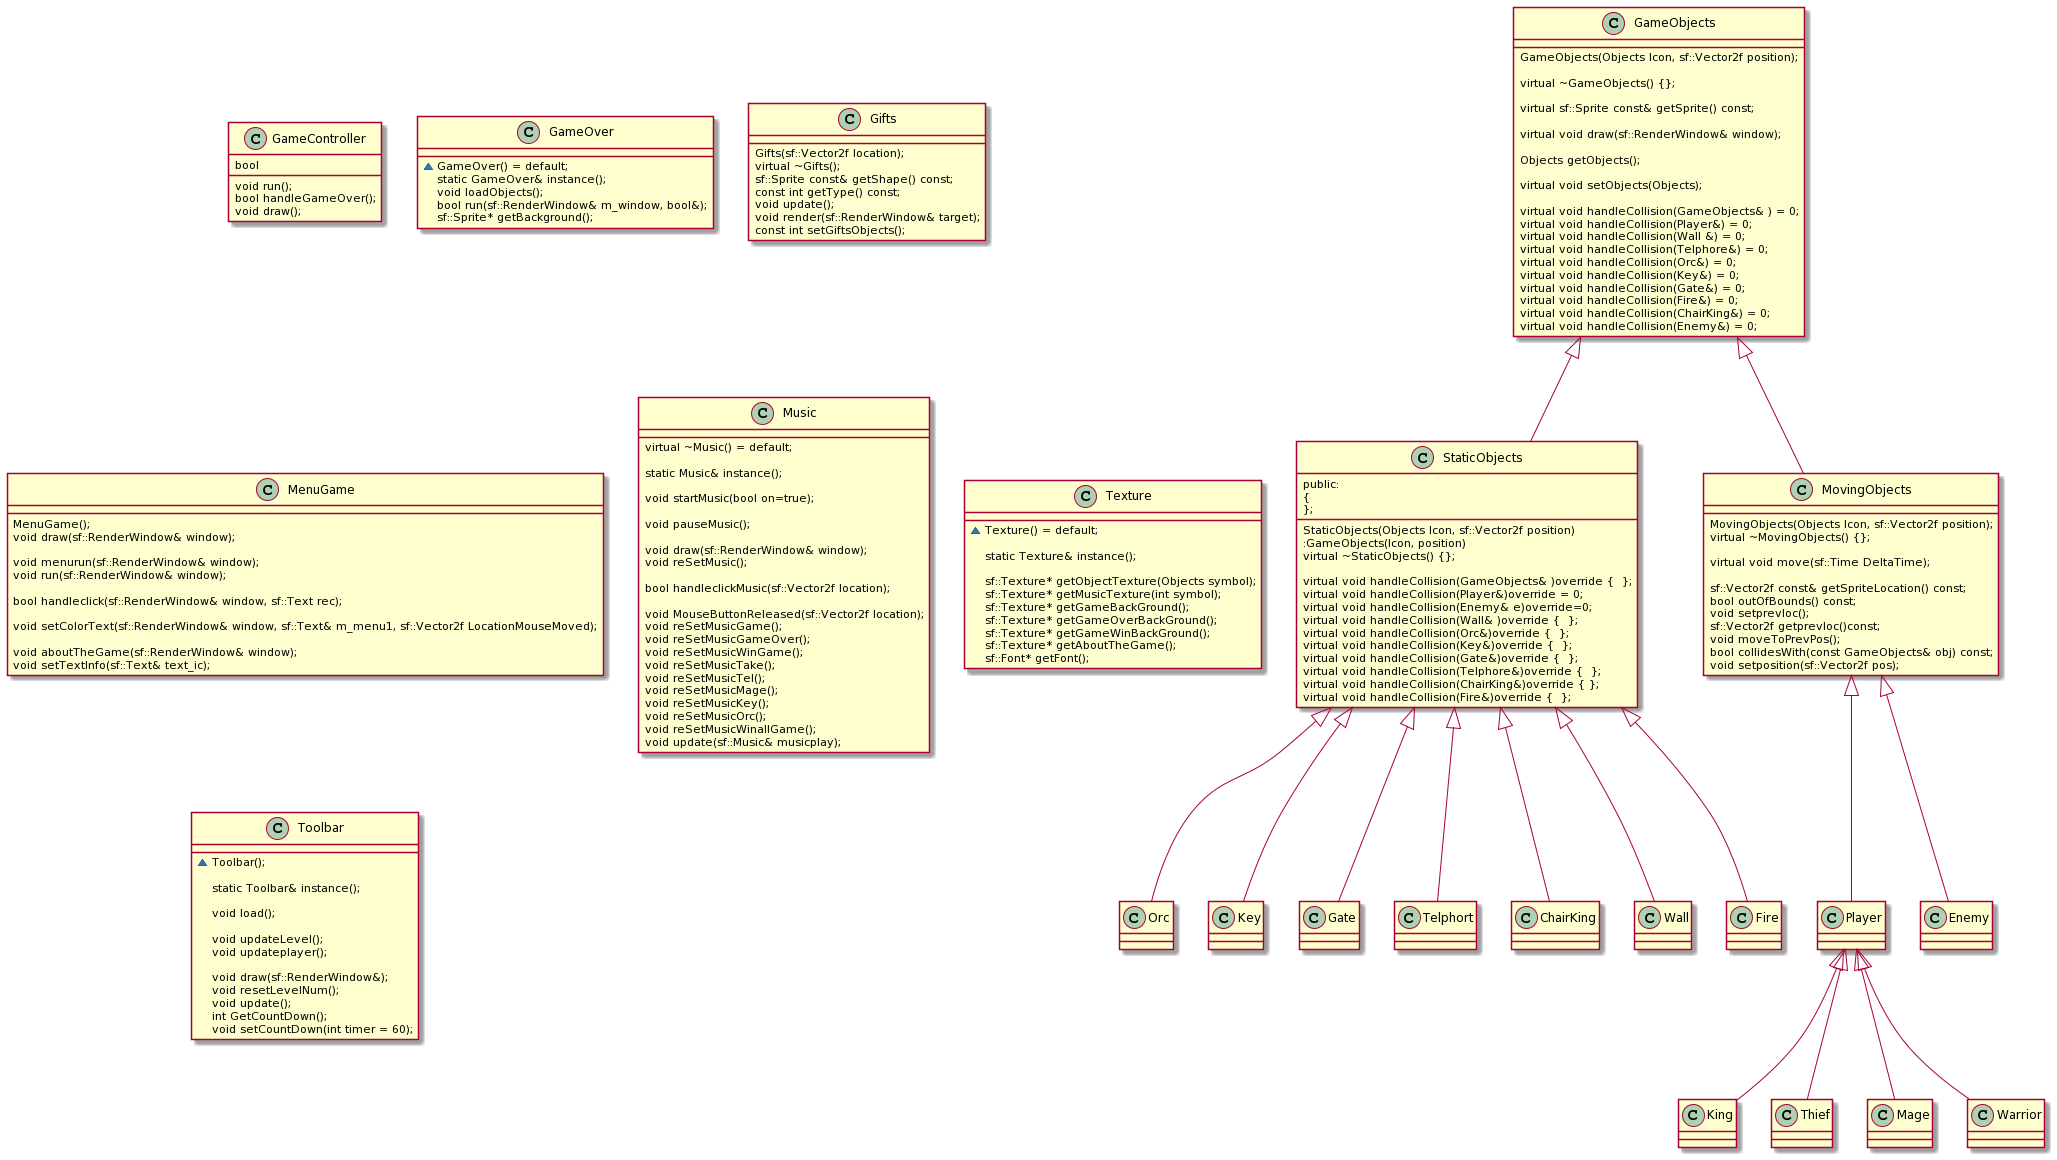 C GameObjects
GameObjects(Objects Icon, sf::Vector2f position);
virtual ~GameObjects() {};
virtual sf::Sprite const& getSprite() const;
virtual void draw(sf::RenderWindow& window);
Objects getObjects();
virtual void setObjects(Objects);
virtual void handleCollision(GameObjects& ) = 0;
virtual void handleCollision(Player&) = 0;
virtual void handleCollision(Wall &) = 0;
virtual void handleCollision(Telphore&) = 0;
virtual void handleCollision(Orc&) = 0;
virtual void handleCollision(Key&) = 0;
virtual void handleCollision(Gate&) = 0;
virtual void handleCollision(Fire&) = 0;
virtual void handleCollision(ChairKing&) = 0;
virtual void handleCollision(Enemy&) = 0;
C GameController
bool
void run();
bool handleGameOver();
void draw();
C GameOver
GameOver() = default;
static GameOver& instance();
void loadObjects();
bool run(sf::RenderWindow& m_window, bool&);
sf::Sprite* getBackground();
C Gifts
Gifts(sf::Vector2f location);
virtual ~Gifts();
sf::Sprite const& getShape() const;
const int getType() const;
void update();
void render(sf::RenderWindow& target);
const int setGiftsObjects();
C MenuGame
MenuGame();
void draw(sf::RenderWindow& window);
void menurun(sf::RenderWindow& window);
void run(sf::RenderWindow& window);
bool handleclick(sf::RenderWindow& window, sf::Text rec);
void setColorText(sf::RenderWindow& window, sf::Text& m_menu1, sf::Vector2f LocationMouseMoved);
void aboutTheGame(sf::RenderWindow& window);
void setTextInfo(sf::Text& text_ic);
C Music
virtual ~Music() = default;
static Music& instance();
void startMusic(bool on=true);
void pauseMusic();
void draw(sf::RenderWindow& window);
void reSetMusic();
bool handleclickMusic(sf::Vector2f location);
void MouseButtonReleased(sf::Vector2f location);
void reSetMusicGame();
void reSetMusicGameOver();
void reSetMusicWinGame();
void reSetMusicTake();
void reSetMusicTel();
void reSetMusicMage();
void reSetMusicKey();
void reSetMusicOrc();
void reSetMusicWinallGame();
void update(sf::Music& musicplay);
C Texture
Texture() = default;
static Texture& instance();
sf::Texture* getObjectTexture(Objects symbol);
sf::Texture* getMusicTexture(int symbol);
sf::Texture* getGameBackGround();
sf::Texture* getGameOverBackGround();
sf::Texture* getGameWinBackGround();
sf::Texture* getAboutTheGame();
sf::Font* getFont();
C StaticObjects
public:
{
};
StaticObjects(Objects Icon, sf::Vector2f position)
:GameObjects(Icon, position)
virtual ~StaticObjects() {};
virtual void handleCollision(GameObjects& )override {  };
virtual void handleCollision(Player&)override = 0;
virtual void handleCollision(Enemy& e)override=0;
virtual void handleCollision(Wall& )override {  };
virtual void handleCollision(Orc&)override {  };
virtual void handleCollision(Key&)override {  };
virtual void handleCollision(Gate&)override {  };
virtual void handleCollision(Telphore&)override {  };
virtual void handleCollision(ChairKing&)override { };
virtual void handleCollision(Fire&)override {  };
C MovingObjects
MovingObjects(Objects Icon, sf::Vector2f position);
virtual ~MovingObjects() {};
virtual void move(sf::Time DeltaTime);
sf::Vector2f const& getSpriteLocation() const;
bool outOfBounds() const;
void setprevloc();
sf::Vector2f getprevloc()const;
void moveToPrevPos();
bool collidesWith(const GameObjects& obj) const;
void setposition(sf::Vector2f pos);
C Toolbar
Toolbar();
static Toolbar& instance();
void load();
void updateLevel();
void updateplayer();
void draw(sf::RenderWindow&);
void resetLevelNum();
void update();
int GetCountDown();
void setCountDown(int timer = 60);
C Orc
C Key
C Gate
C Telphort
C ChairKing
C Wall
C Fire
C Player
C Enemy
C King
C Thief
C Mage
C Warrior